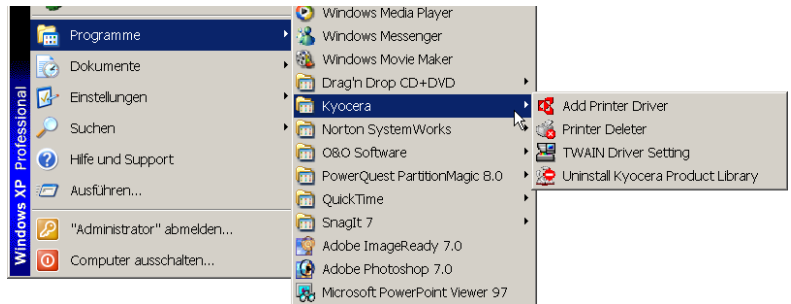 Windows XP Professional
Programme
Dokumente
Einstellungen
Suchen
Hilfe und Support
Ausführen...
"Administrator" abmelden...
Computer ausschalten...
Windows Media Player
Windows Messenger
Windows Movie Maker
Drag'n Drop CD+DVD
Kyocera
Norton SystemWorks
O&O Software
PowerQuest PartitionMagic 8.0
QuickTime
SnagIt 7
Adobe ImageReady 7.0
Adobe Photoshop 7.0
Microsoft PowerPoint Viewer 97
Add Printer Driver
Printer Deleter
TWAIN Driver Setting
Uninstall Kyocera Product Library